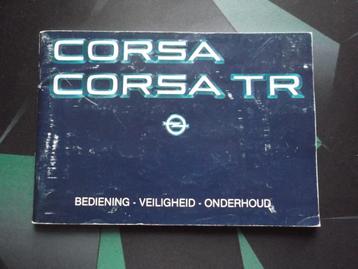 CORSA
CORSA TR
BEDIENING - VEILIGHEID - ONDERHOUD